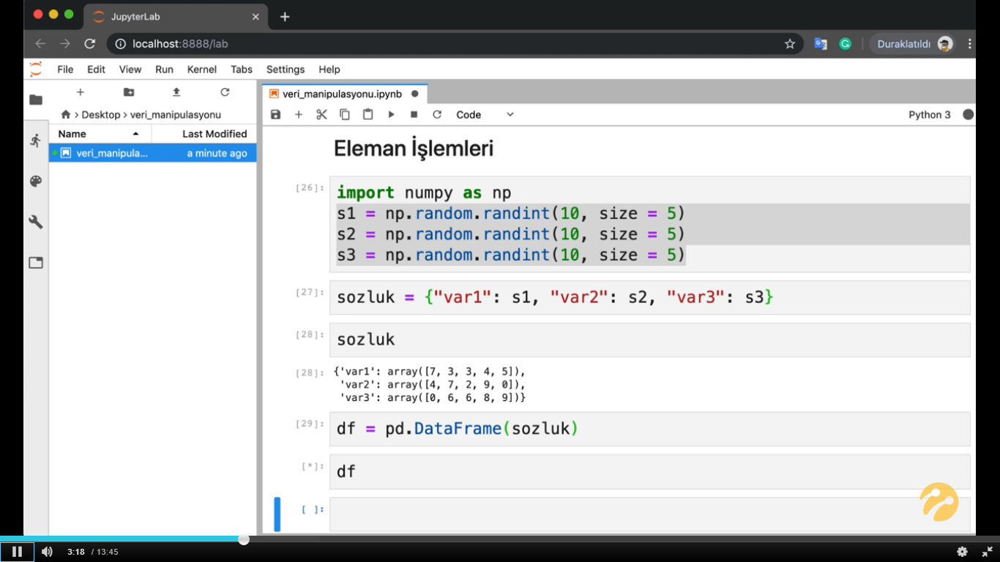 JupyterLab
localhost:8888/lab
Duraklatıldı
File Edit View Run Kernel Tabs Settings Help
veri_manipulasyonu.ipynb
Desktop > veri_manipulasyonu
Code
Python 3
Name Last Modified
veri_manipula... a minute ago
Eleman İşlemleri
[26]: import numpy as np
s1 = np.random.randint(10, size = 5)
s2 = np.random.randint(10, size = 5)
s3 = np.random.randint(10, size = 5)
[27]: sozluk = {"var1": s1, "var2": s2, "var3": s3}
[28]: sozluk
[28]: {'var1': array([7, 3, 3, 4, 5]),
'var2': array([4, 7, 2, 9, 0]),
'var3': array([0, 6, 6, 8, 9])}
[29]: df = pd.DataFrame(sozluk)
[*]: df
[ ]:
3:18 / 13:45